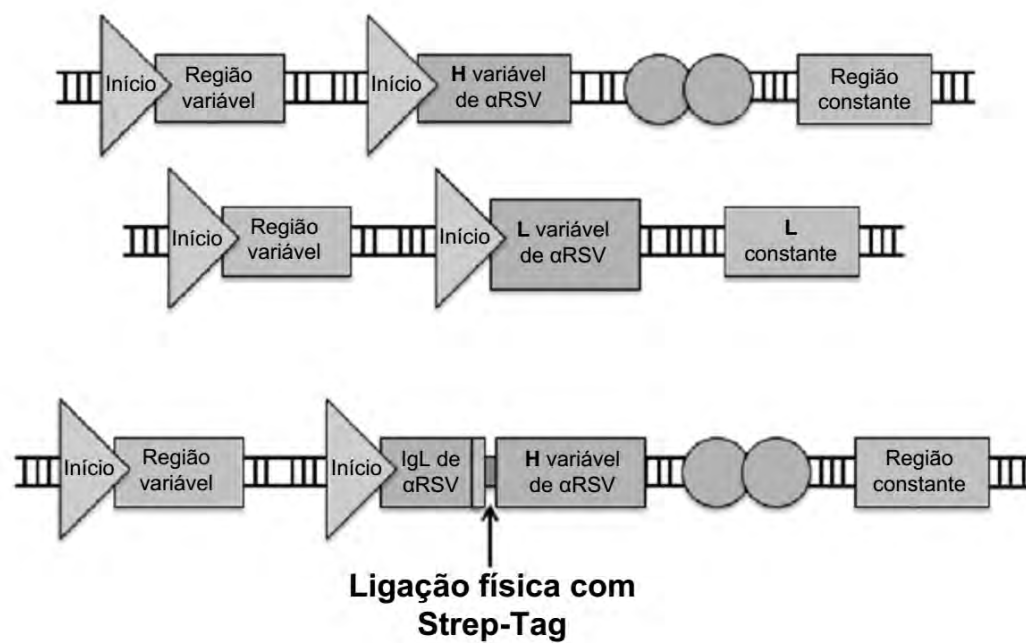 Início
Região
variável
Início
H variável
de αRSV
Região
constante
Início
Região
variável
Início
L variável
de αRSV
L
constante
Início
Região
variável
Início
IgL de
αRSV
H variável
de αRSV
Região
constante
Ligação física com
Strep-Tag